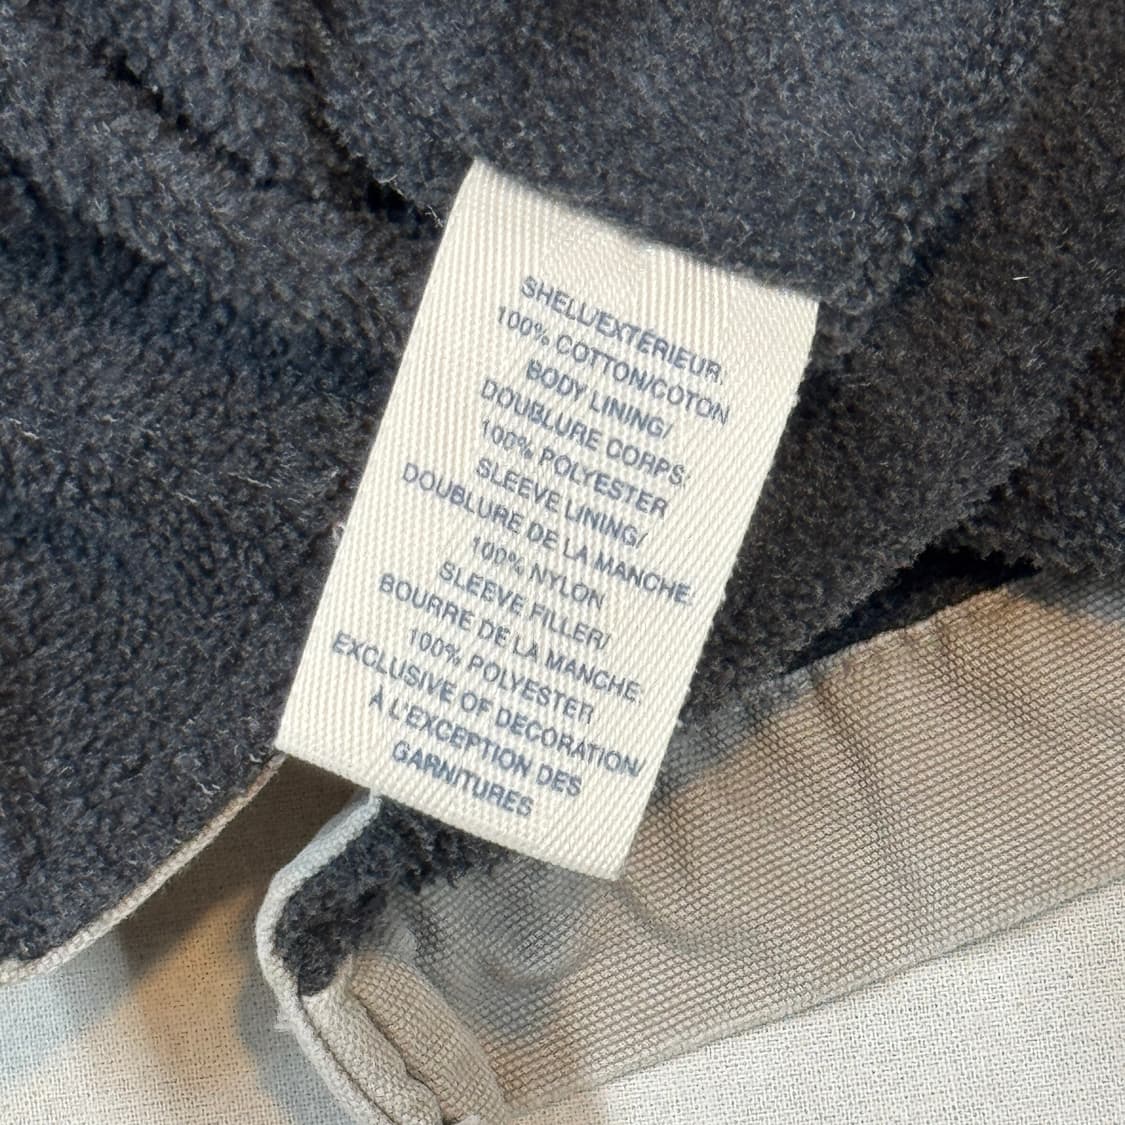 SHELL/EXTÉRIEUR:
100% COTTON/COTON
BODY LINING/
DOUBLURE CORPS:
100% POLYESTER
SLEEVE LINING/
DOUBLURE DE LA MANCHE:
100% NYLON
SLEEVE FILLER/
BOURRE DE LA MANCHE:
100% POLYESTER
EXCLUSIVE OF DECORATION/
À L'EXCEPTION DES
GARNITURES